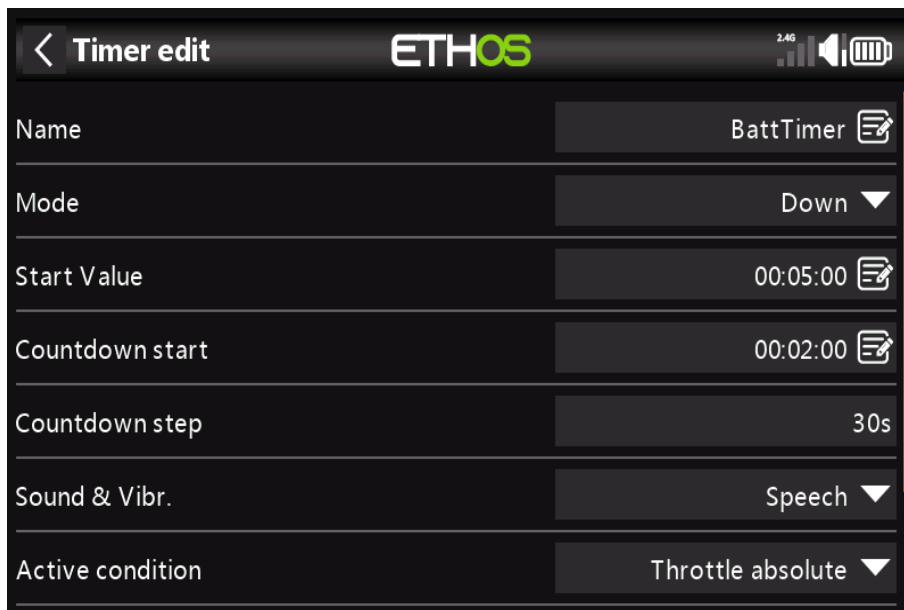 Timer edit ETHOS 2.4G
Name BattTimer
Mode Down
Start Value 00:05:00
Countdown start 00:02:00
Countdown step 30s
Sound & Vibr. Speech
Active condition Throttle absolute